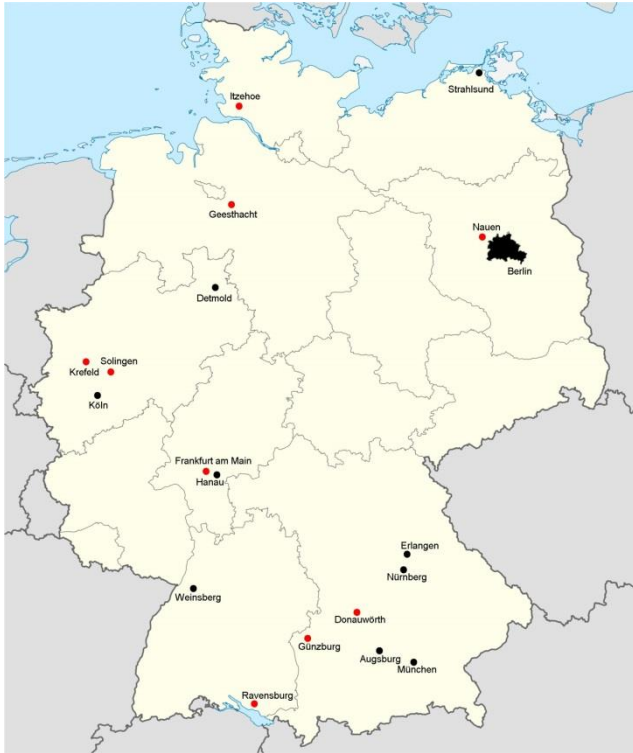 Strahlsund
Itzehoe
Geesthacht
Nauen
Berlin
Detmold
Solingen
Krefeld
Köln
Frankfurt am Main
Hanau
Erlangen
Nürnberg
Weinsberg
Donauwörth
Günzburg
Augsburg
München
Ravensburg